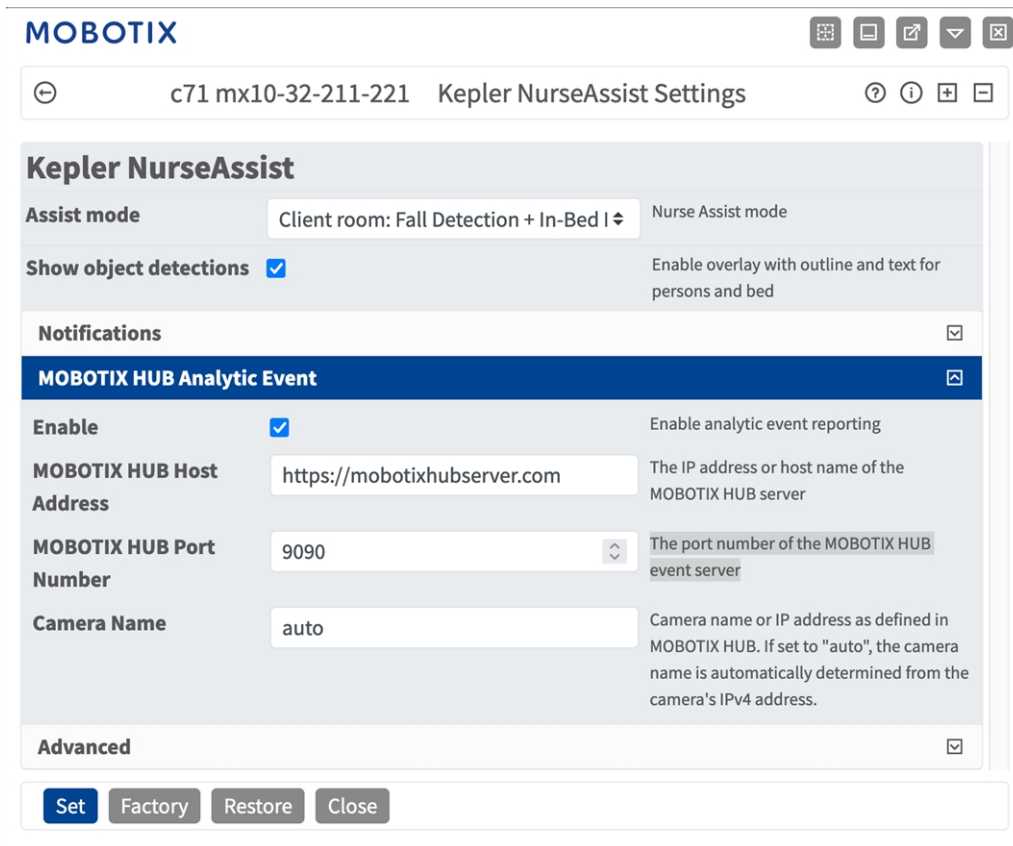 MOBOTIX
c71 mx10-32-211-221 Kepler NurseAssist Settings
Kepler NurseAssist
Assist mode
Client room: Fall Detection + In-Bed
Nurse Assist mode
Show object detections
Enable overlay with outline and text for
persons and bed
Notifications
MOBOTIX HUB Analytic Event
Enable
Enable analytic event reporting
MOBOTIX HUB Host
Address
https://mobotixhubserver.com
The IP address or host name of the
MOBOTIX HUB server
MOBOTIX HUB Port
Number
9090
The port number of the MOBOTIX HUB
event server
Camera Name
auto
Camera name or IP address as defined in
MOBOTIX HUB. If set to "auto", the camera
name is automatically determined from the
camera's IPv4 address.
Advanced
Set
Factory
Restore
Close